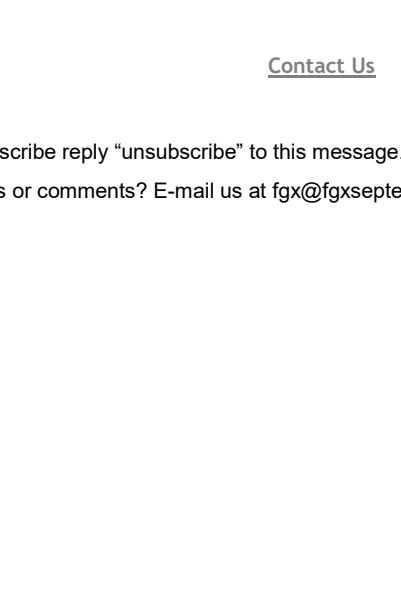 Contact Us
scribe reply “unsubscribe” to this message.
s or comments? E-mail us at fgx@fgxsepte